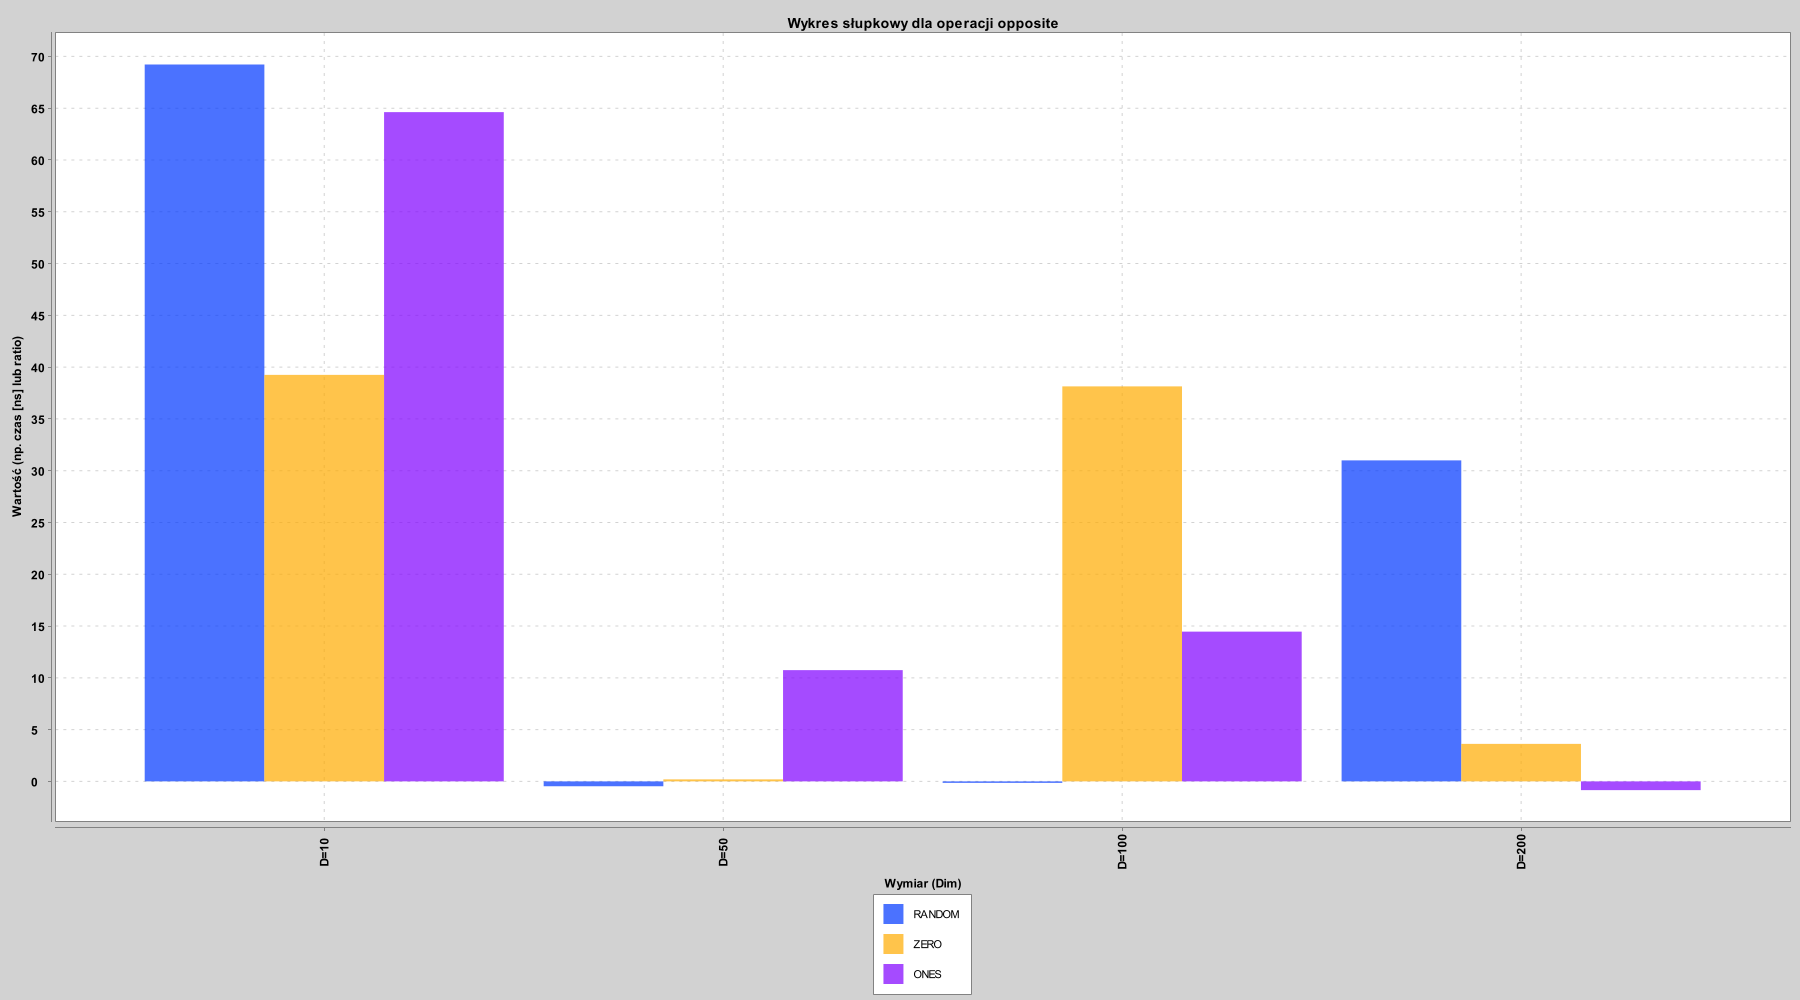 Wykres słupkowy dla operacji opposite
Wartość (np. czas [ns] lub ratio)
70
65
60
55
50
45
40
35
30
25
20
15
10
5
0
D=10
D=50
D=100
D=200
Wymiar (Dim)
RANDOM
ZERO
ONES